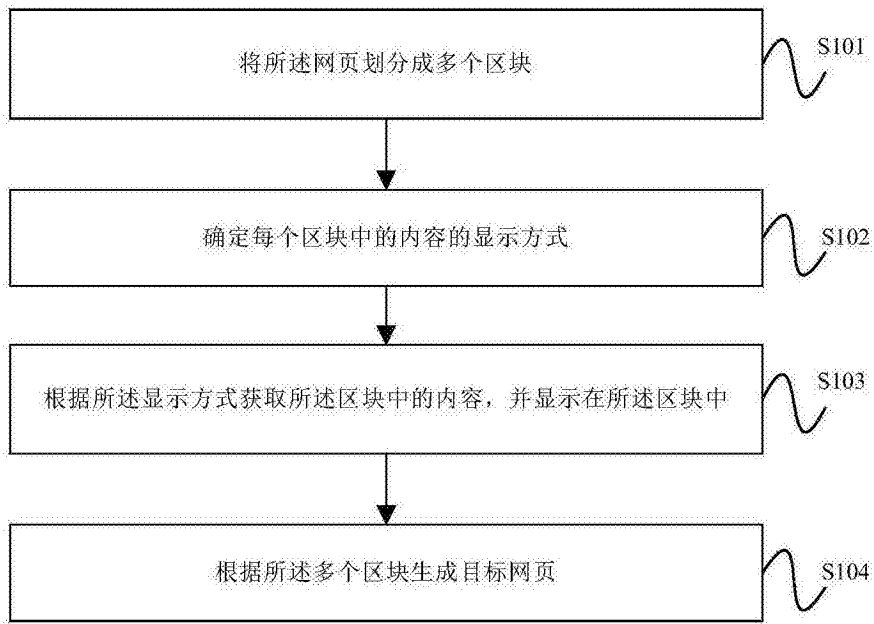 将所述网页划分成多个区块
S101
确定每个区块中的内容的显示方式
S102
根据所述显示方式获取所述区块中的内容，并显示在所述区块中
S103
根据所述多个区块生成目标网页
S104